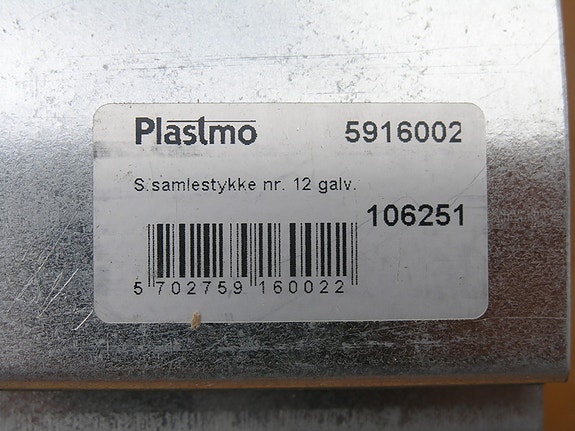 Plastmo 5916002
S.samlestykke nr. 12 galv.
106251
5 702759 160022